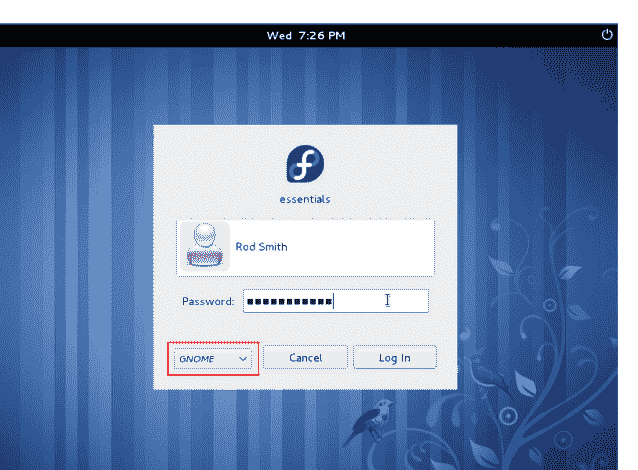 Wed 7:26 PM
essentials
Rod Smith
Password:
GNOME
Cancel
Log In